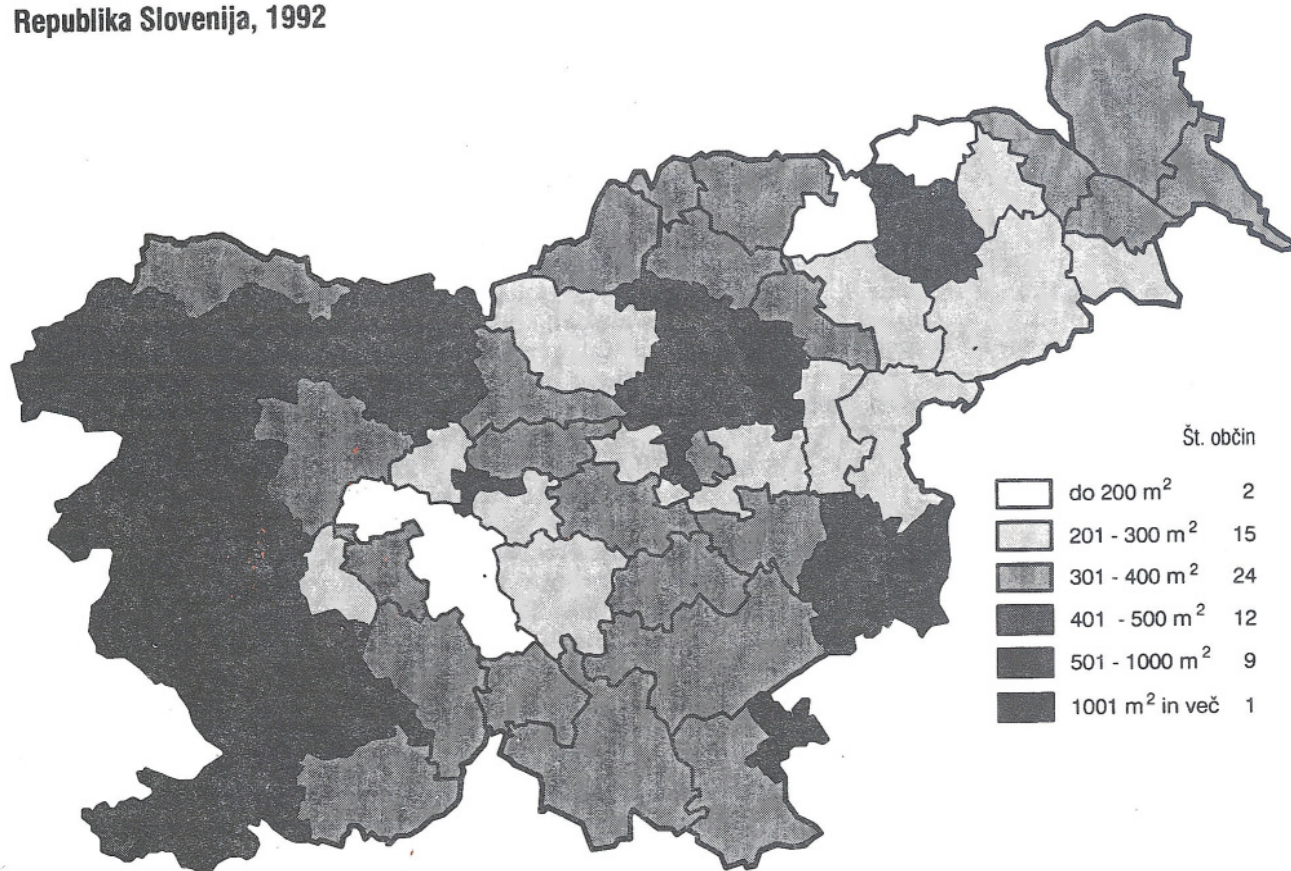 Republika Slovenija, 1992
Št. občin
do 200 m² 2
201 - 300 m² 15
301 - 400 m² 24
401 - 500 m² 12
501 - 1000 m² 9
1001 m² in več 1